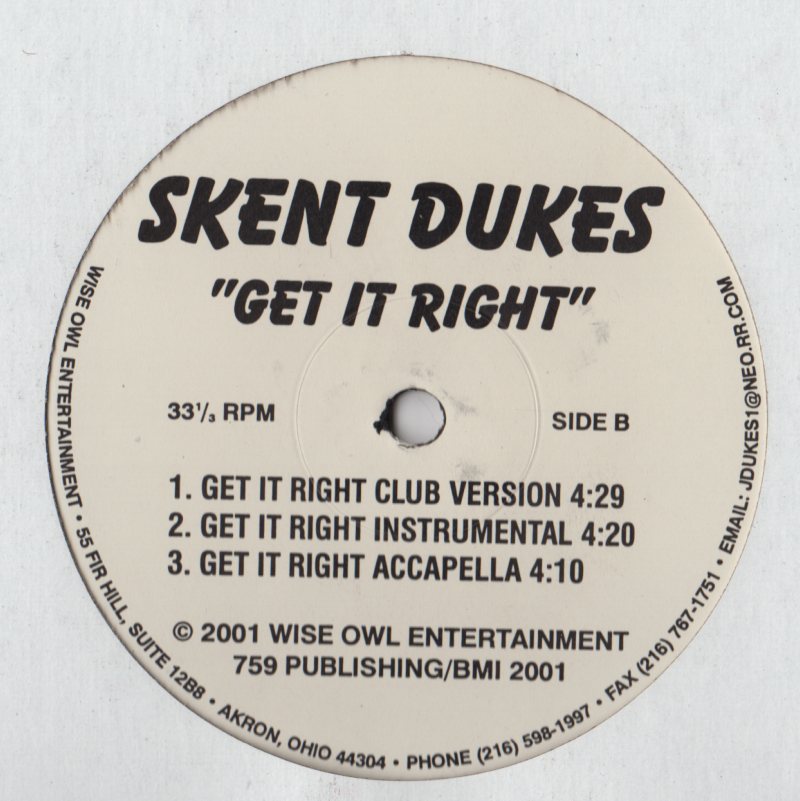 SKENT DUKES
"GET IT RIGHT"
33 1/3 RPM
SIDE B
1. GET IT RIGHT CLUB VERSION 4:29
2. GET IT RIGHT INSTRUMENTAL 4:20
3. GET IT RIGHT ACCAPELLA 4:10
© 2001 WISE OWL ENTERTAINMENT
759 PUBLISHING/BMI 2001
WISE OWL ENTERTAINMENT • 55 FIR HILL, SUITE 12B8 • AKRON, OHIO 44304 • PHONE (216) 598-1997 • FAX (216) 767-1751 • EMAIL: JDUKES1@NEO.RR.COM